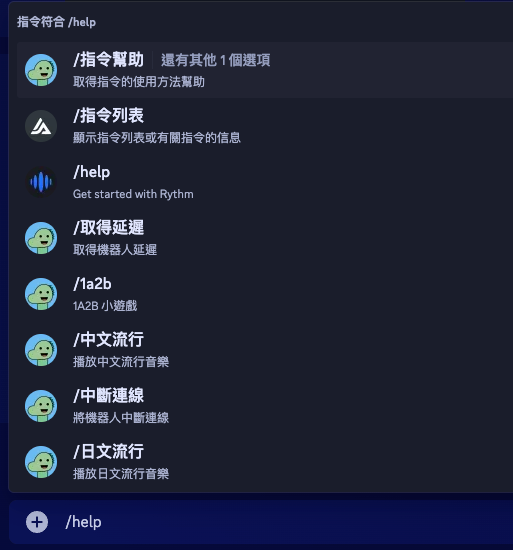 指令符合 /help
/指令幫助 還有其他 1 個選項
取得指令的使用方法幫助
/指令列表
顯示指令列表或有關指令的信息
/help
Get started with Rythm
/取得延遲
取得機器人延遲
/1a2b
1A2B 小遊戲
/中文流行
播放中文流行音樂
/中斷連線
將機器人中斷連線
/日文流行
播放日文流行音樂
/help